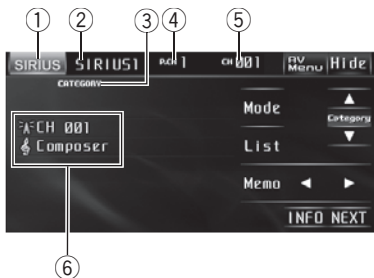 ① ② ③ ④ ⑤
SIRIUS SIRIUS1 P.CH 1 CH 001 AV Menu Hide
CATEGORY
Mode
Category
CH 001
Composer
List
Memo
INFO NEXT
⑥